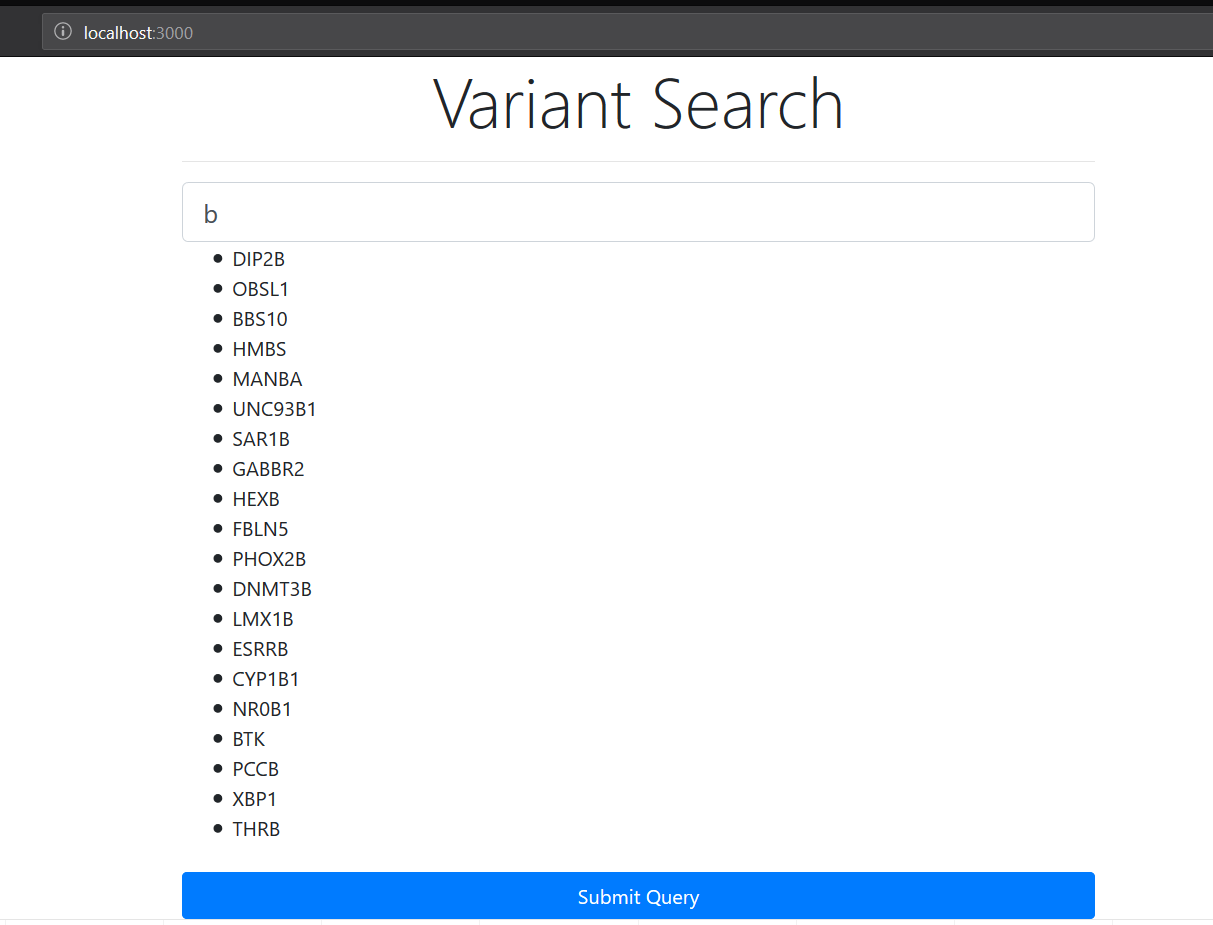 localhost:3000
Variant Search
b
DIP2B
OBSL1
BBS10
HMBS
MANBA
UNC93B1
SAR1B
GABBR2
HEXB
FBLN5
PHOX2B
DNMT3B
LMX1B
ESRRB
CYP1B1
NR0B1
BTK
PCCB
XBP1
THRB
Submit Query